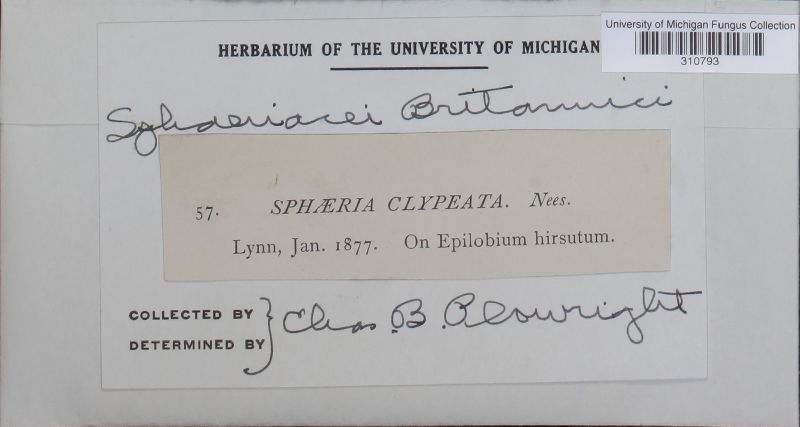 University of Michigan Fungus Collection
310793
HERBARIUM OF THE UNIVERSITY OF MICHIGAN
Sphaeriacei Britannici
57. SPHÆRIA CLYPEATA. Nees.
Lynn, Jan. 1877. On Epilobium hirsutum.
COLLECTED BY
DETERMINED BY } Chas. B. Plowright